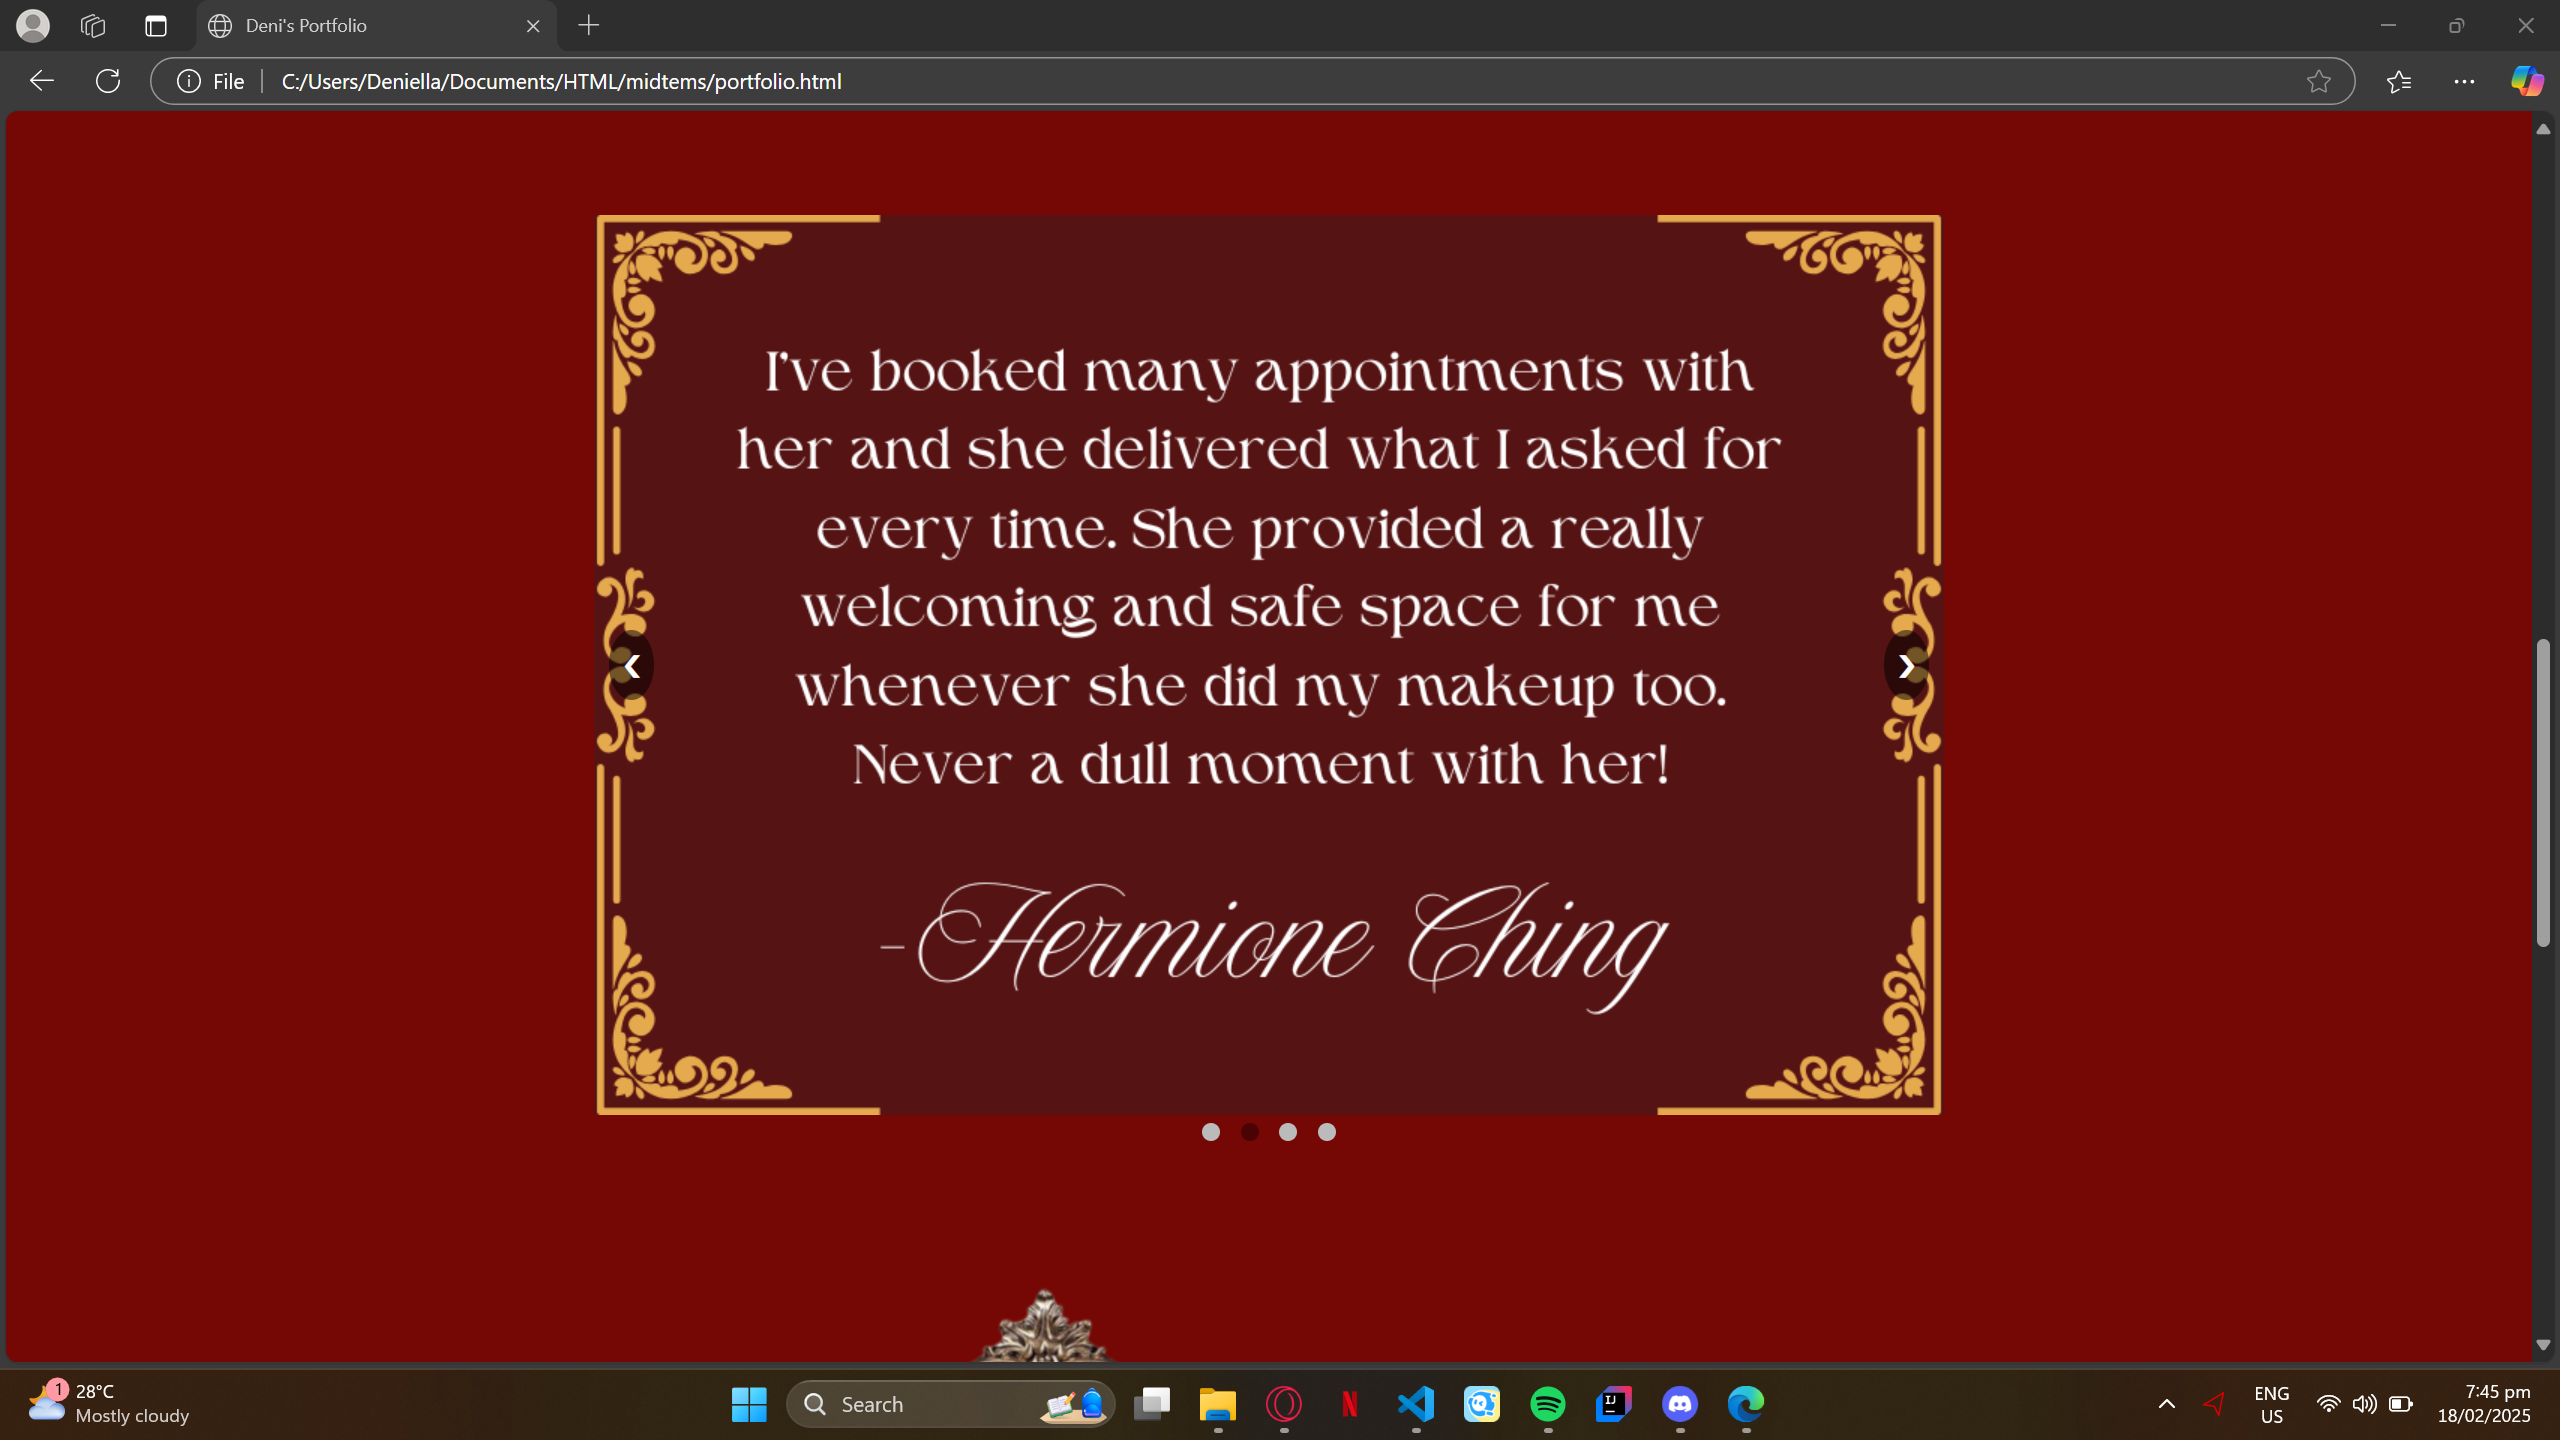 Deni's Portfolio
File
C:/Users/Deniella/Documents/HTML/midtems/portfolio.html
I've booked many appointments with
her and she delivered what I asked for
every time. She provided a really
welcoming and safe space for me
whenever she did my makeup too.
Never a dull moment with her!
-Hermione Ching
1
28°C
Mostly cloudy
Search
N
IJ
ENG
US
7:45 pm
18/02/2025